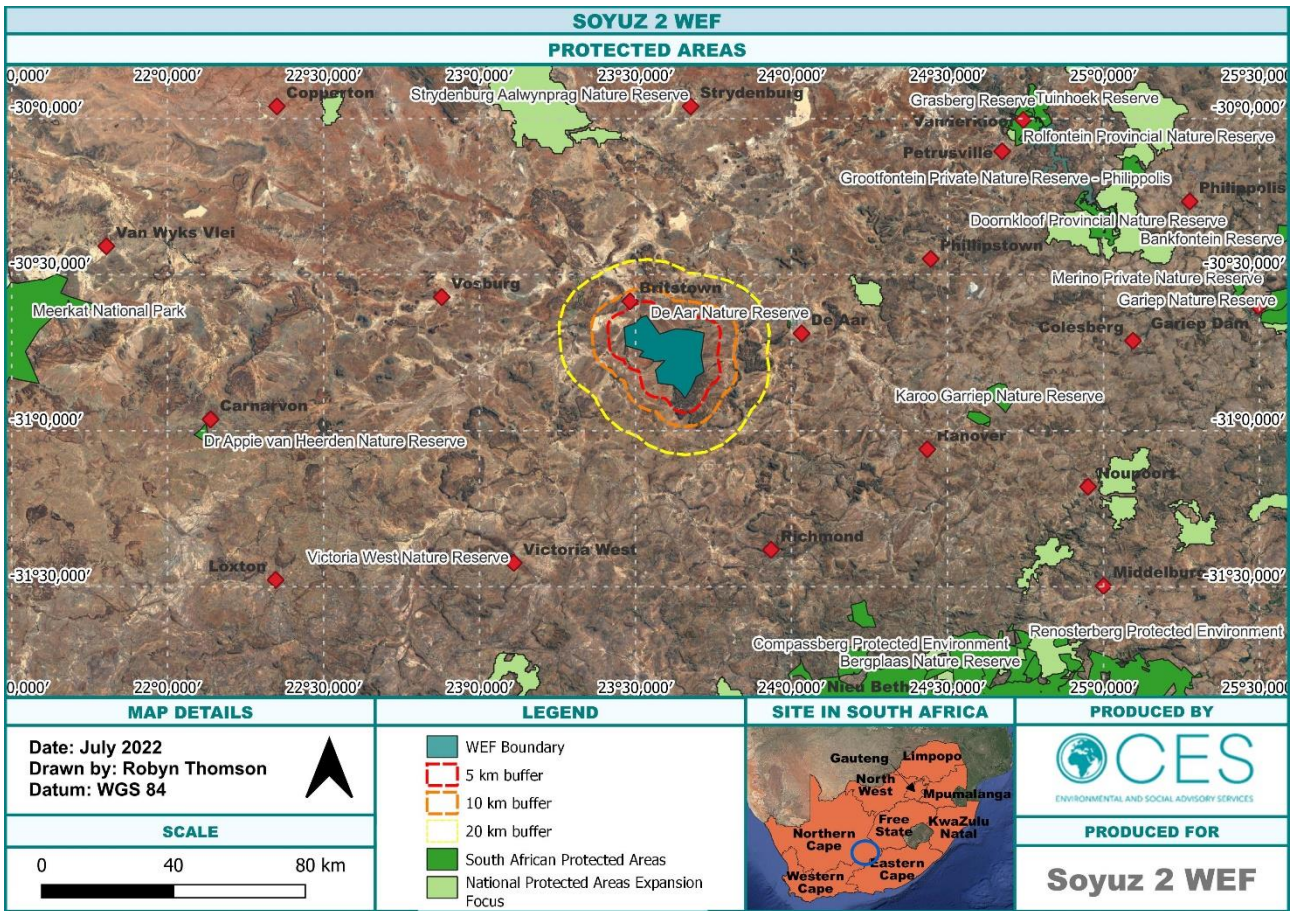 SOYUZ 2 WEF
PROTECTED AREAS
0,000′ 22°0,000′ 22°30,000′ 23°0,000′ 23°30,000′ 24°0,000′ 24°30,000′ 25°0,000′ 25°30,000′
-30°0,000′ -30°0,000′
Copperton
Strydenburg Aalwynprag Nature Reserve
Strydenburg
Grasberg Reserve
Tuinhoek Reserve
Rolfontein Provincial Nature Reserve
Petrusville
Grootfontein Private Nature Reserve - Philippolis
Philippolis
Doornkloof Provincial Nature Reserve
Bankfontein Reserve
Van Wyks Vlei
Phillipstown
-30°30,000′ -30°30,000′
Merino Private Nature Reserve
Vosburg
Britstown
Meerkat National Park
De Aar Nature Reserve
De Aar
Gariep Nature Reserve
Colesberg
Gariep Dam
Karoo Garriep Nature Reserve
Carnarvon
-31°0,000′ -31°0,000′
Dr Appie van Heerden Nature Reserve
Hanover
Noupoort
Victoria West Nature Reserve
Victoria West
Richmond
Loxton
-31°30,000′ -31°30,000′
Middelburg
Compassberg Protected Environment
Renosterberg Protected Environment
Bergplaas Nature Reserve
Nieu Beth
0,000′ 22°0,000′ 22°30,000′ 23°0,000′ 23°30,000′ 24°0,000′ 24°30,000′ 25°0,000′ 25°30,000′
MAP DETAILS
Date: July 2022
Drawn by: Robyn Thomson
Datum: WGS 84
SCALE
0 40 80 km
LEGEND
WEF Boundary
5 km buffer
10 km buffer
20 km buffer
South African Protected Areas
National Protected Areas Expansion
Focus
SITE IN SOUTH AFRICA
Gauteng
Limpopo
North
West
Mpumalanga
Free
State
KwaZulu
Natal
Northern
Cape
Eastern
Cape
Western
Cape
PRODUCED BY
CES
ENVIRONMENTAL AND SOCIAL ADVISORY SERVICES
PRODUCED FOR
Soyuz 2 WEF